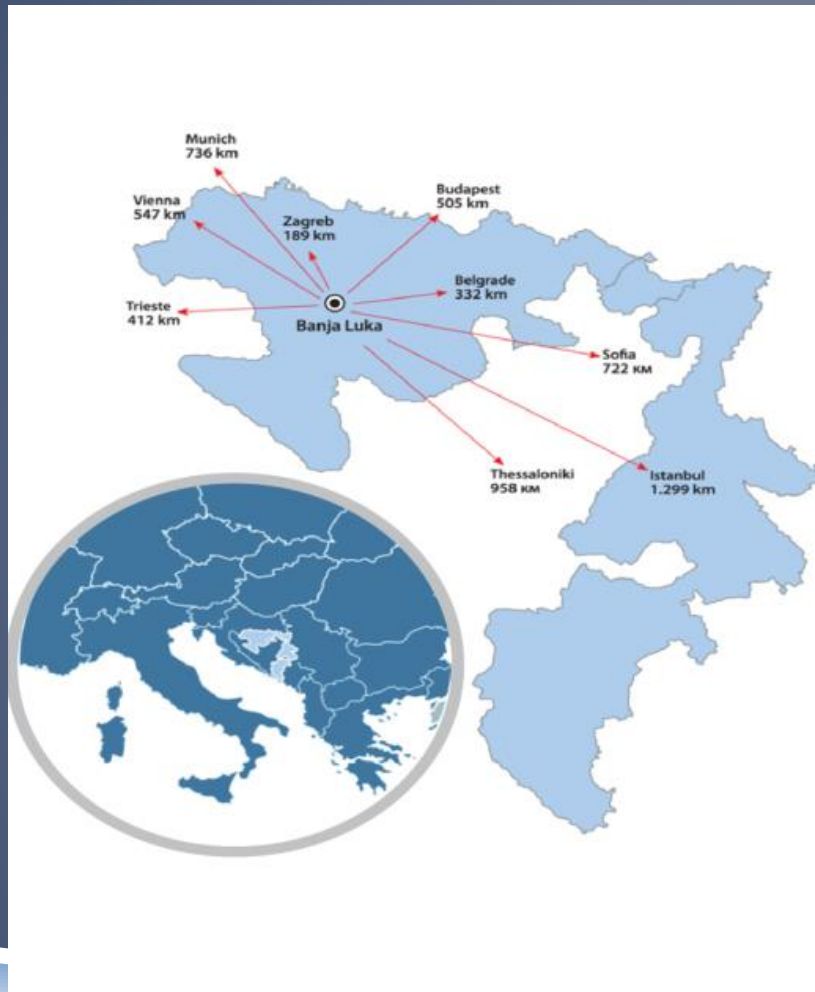 Munich
736 km
Vienna
547 km
Zagreb
189 km
Budapest
505 km
Trieste
412 km
Belgrade
332 km
Banja Luka
Sofia
722 км
Thessaloniki
958 км
Istanbul
1.299 km